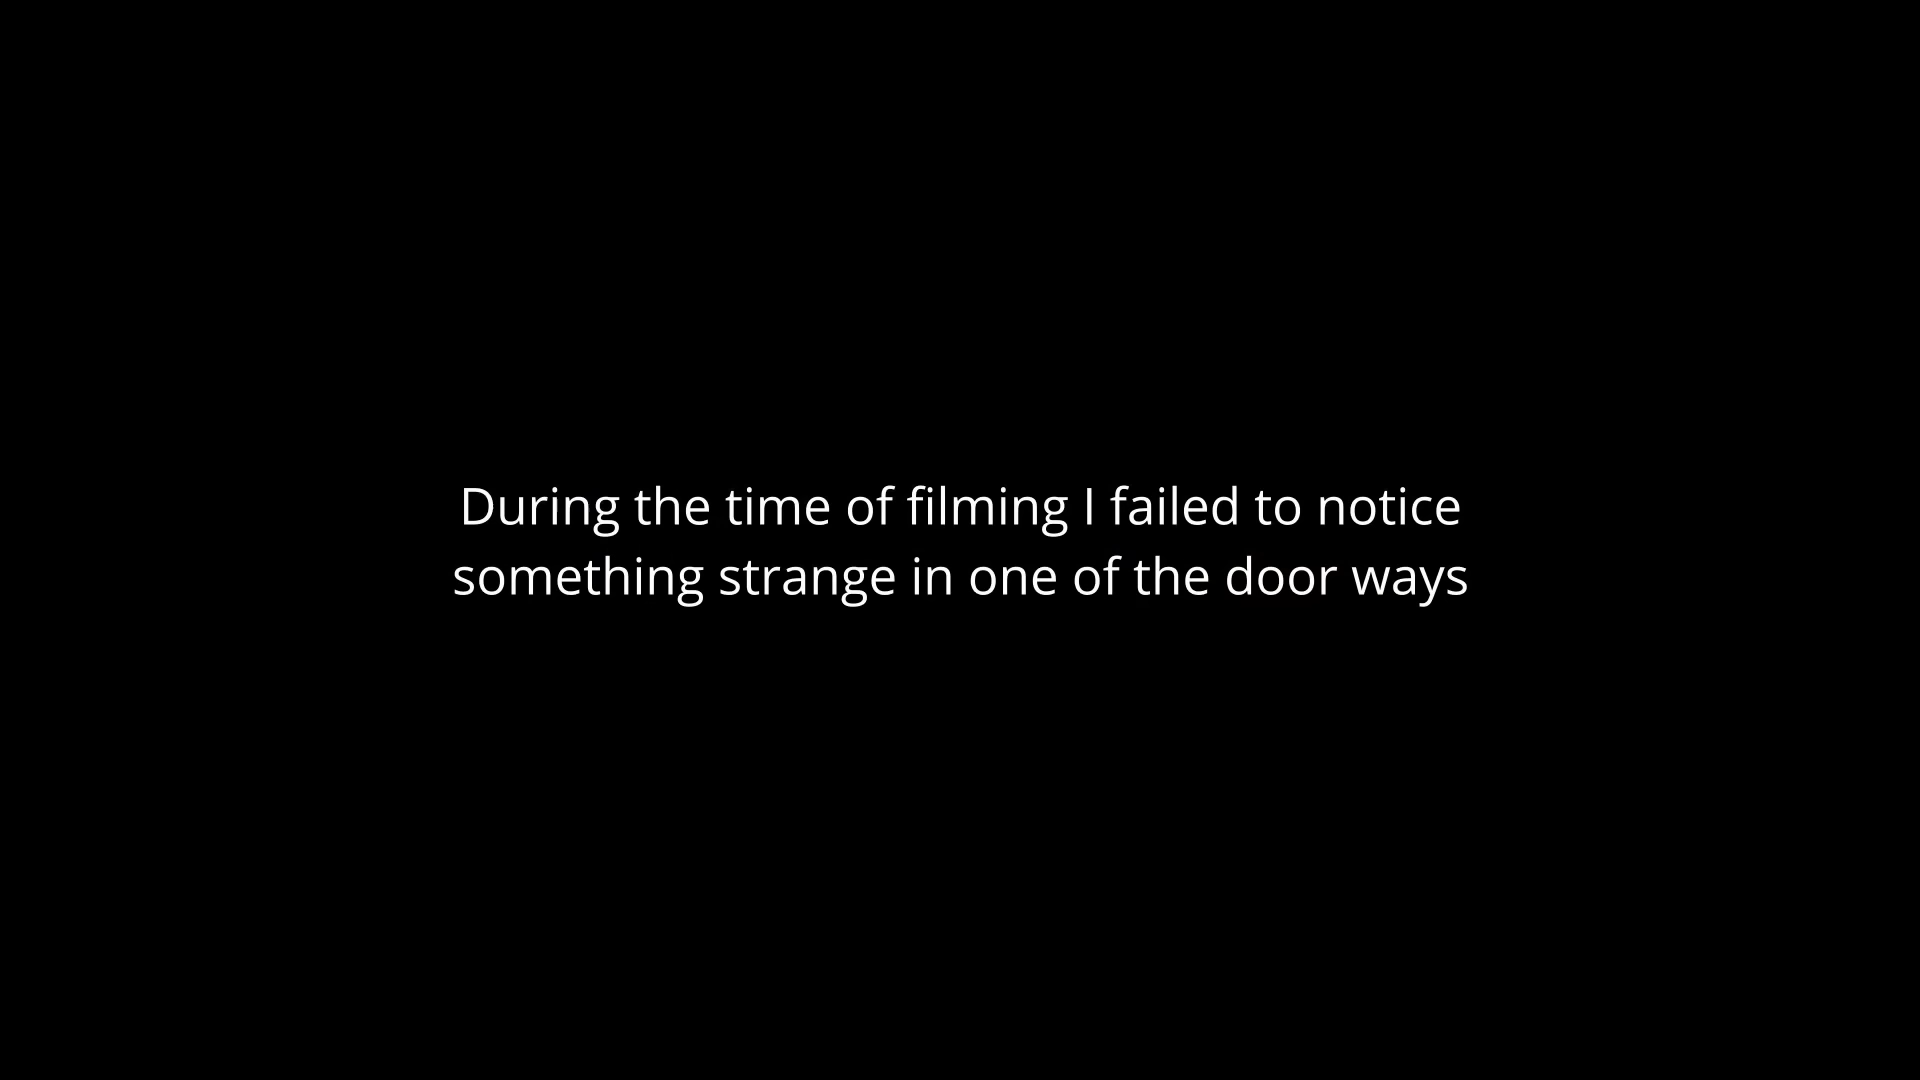 During the time of filming I failed to notice
something strange in one of the door ways